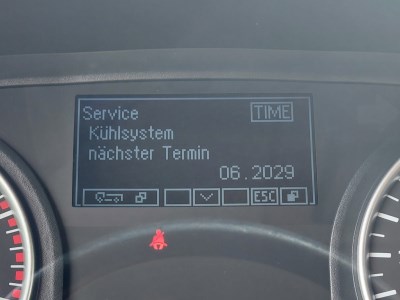 Service TIME
Kühlsystem
nächster Termin
06.2029
ESC